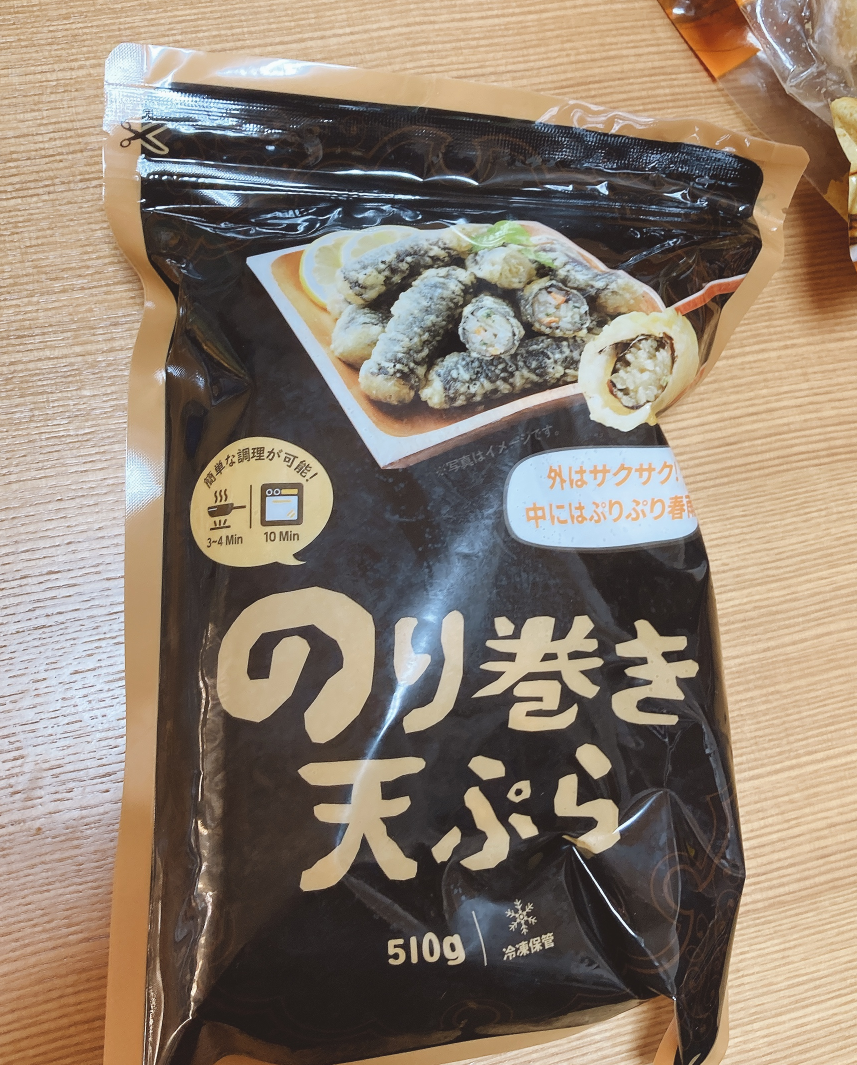 ※写真はイメージです。
外はサクサク!
中にはぷりぷり春
簡単な調理が可能!
3~4 Min
10 Min
のり巻き
天ぷら
510g
冷凍保管